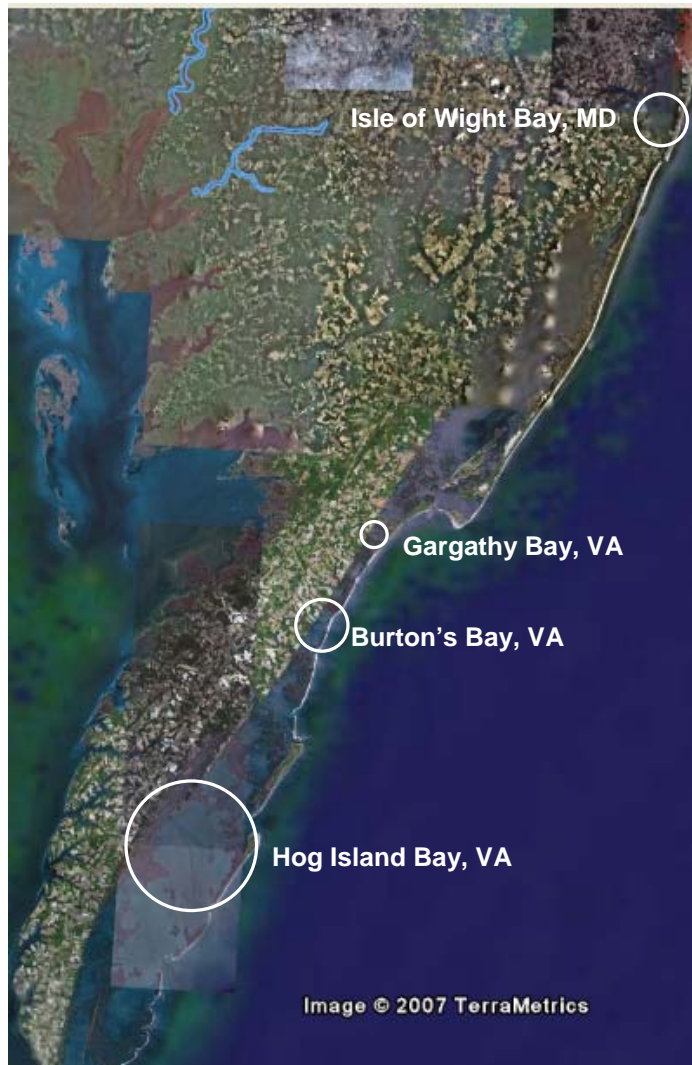 Isle of Wight Bay, MD
Gargathy Bay, VA
Burton’s Bay, VA
Hog Island Bay, VA
Image © 2007 TerraMetrics